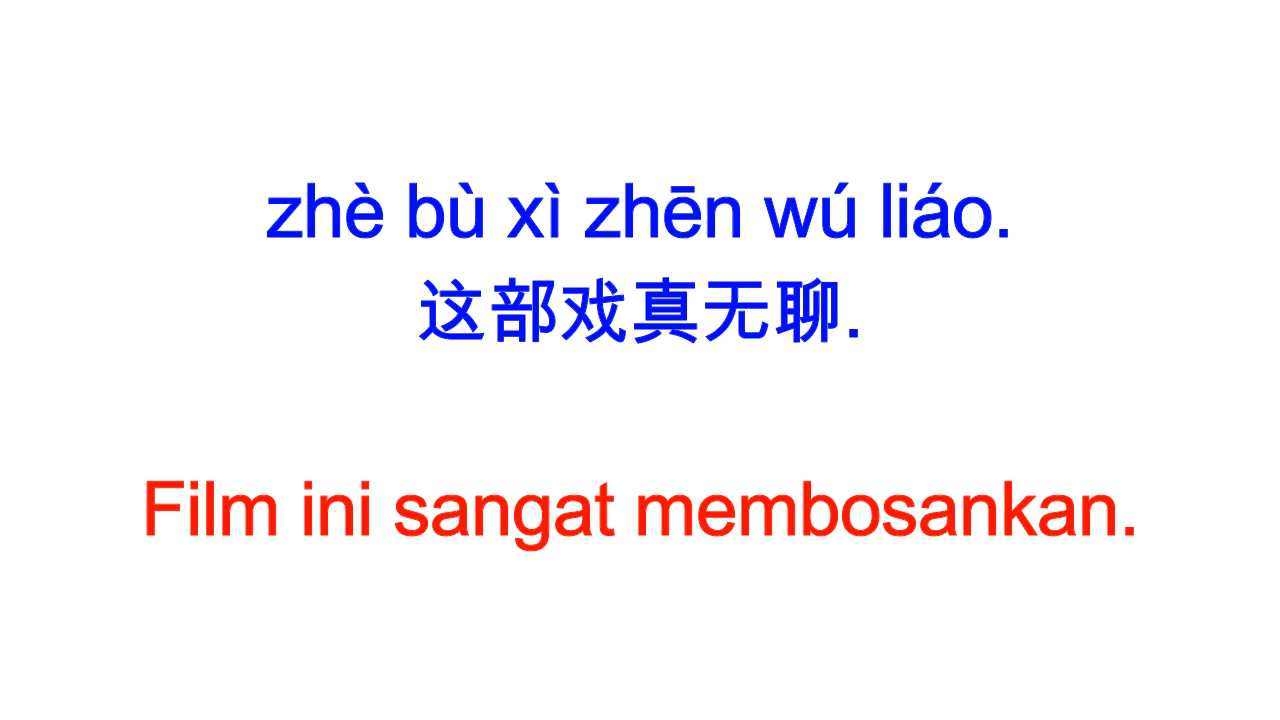 zhè bù xì zhēn wú liáo.
这部戏真无聊.
Film ini sangat membosankan.